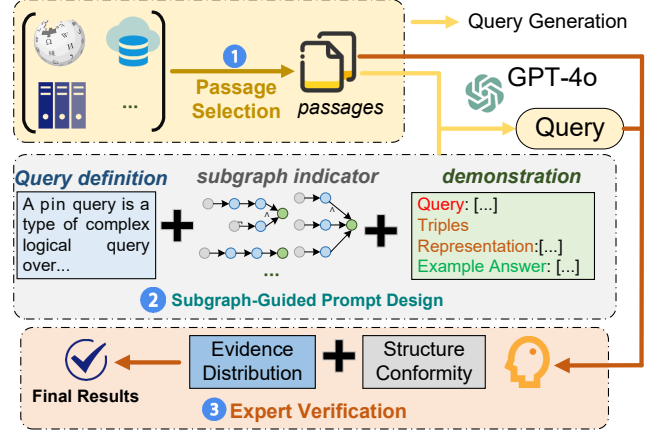 Query Generation
1
Passage
Selection
...
passages
GPT-4o
Query
Query definition
subgraph indicator
demonstration
A pin query is a
type of complex
logical query
over...
+
^
^
...
+
Query: [...]
Triples
Representation:[...]
Example Answer: [...]
2 Subgraph-Guided Prompt Design
Final Results
Evidence
Distribution
+
Structure
Conformity
3 Expert Verification